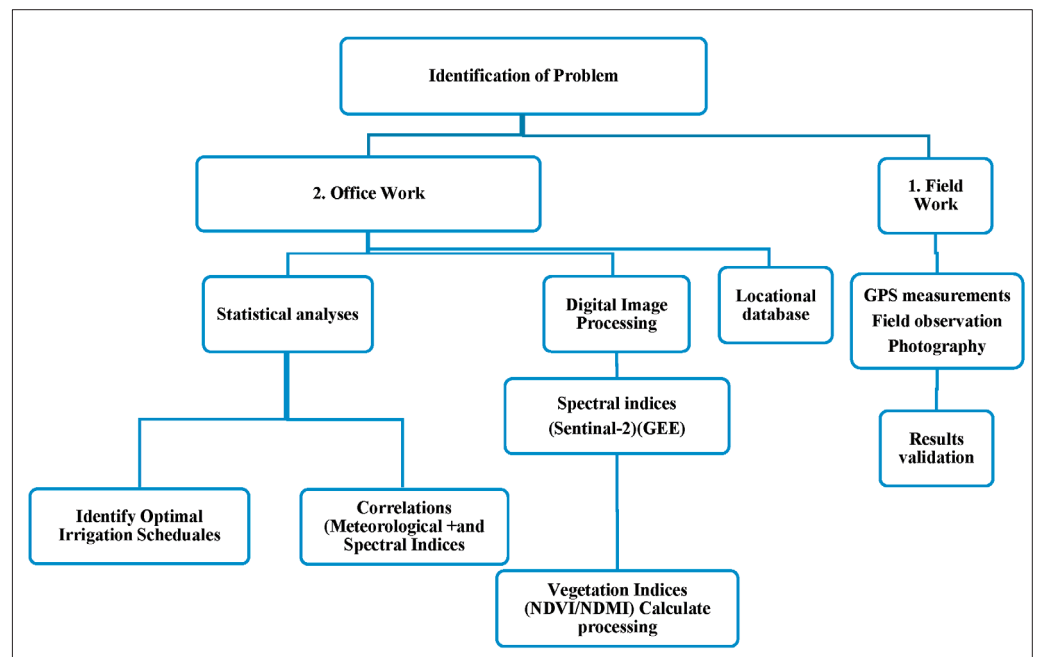 Identification of Problem
2. Office Work
1. Field
Work
Statistical analyses
Digital Image
Processing
Locational
database
GPS measurements
Field observation
Photography
Spectral indices
(Sentinal-2)(GEE)
Results
validation
Identify Optimal
Irrigation Scheduales
Correlations
(Meteorological +and
Spectral Indices
Vegetation Indices
(NDVI/NDMI) Calculate
processing